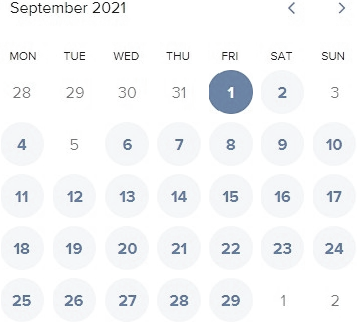 September 2021
MON TUE WED THU FRI SAT SUN
28 29 30 31 1 2 3
4 5 6 7 8 9 10
11 12 13 14 15 16 17
18 19 20 21 22 23 24
25 26 27 28 29 1 2